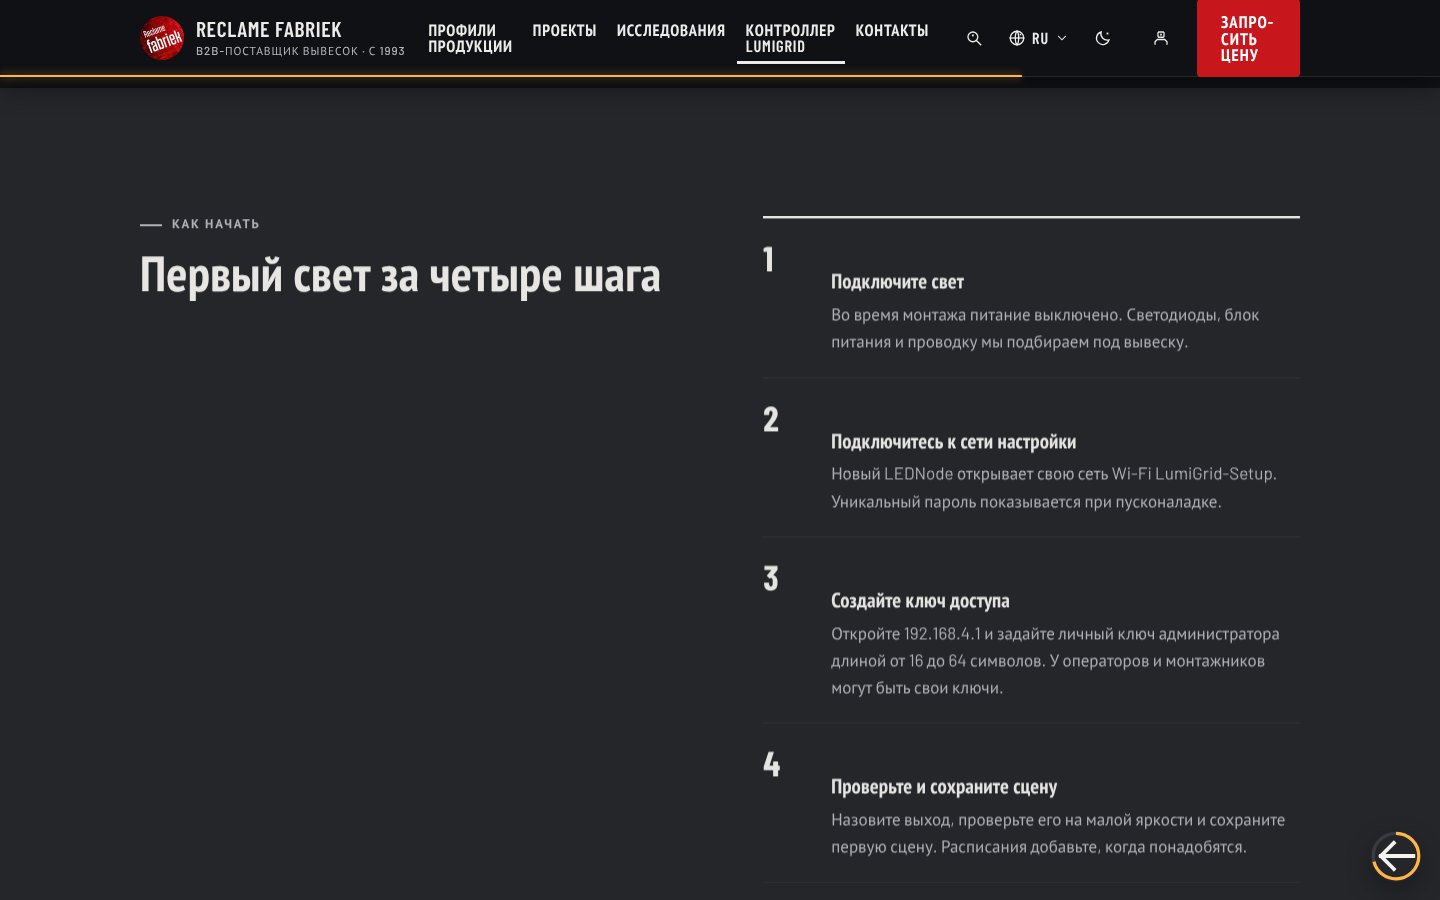 Reclame
fabriek
RECLAME FABRIEK
B2B-ПОСТАВЩИК ВЫВЕСОК · С 1993
ПРОФИЛИ
ПРОДУКЦИИ
ПРОЕКТЫ
ИССЛЕДОВАНИЯ
КОНТРОЛЛЕР
LUMIGRID
КОНТАКТЫ
RU
ЗАПРО-
СИТЬ
ЦЕНУ
КАК НАЧАТЬ
Первый свет за четыре шага
1
Подключите свет
Во время монтажа питание выключено. Светодиоды, блок
питания и проводку мы подбираем под вывеску.
2
Подключитесь к сети настройки
Новый LEDNode открывает свою сеть Wi-Fi LumiGrid-Setup.
Уникальный пароль показывается при пусконаладке.
3
Создайте ключ доступа
Откройте 192.168.4.1 и задайте личный ключ администратора
длиной от 16 до 64 символов. У операторов и монтажников
могут быть свои ключи.
4
Проверьте и сохраните сцену
Назовите выход, проверьте его на малой яркости и сохраните
первую сцену. Расписания добавьте, когда понадобятся.